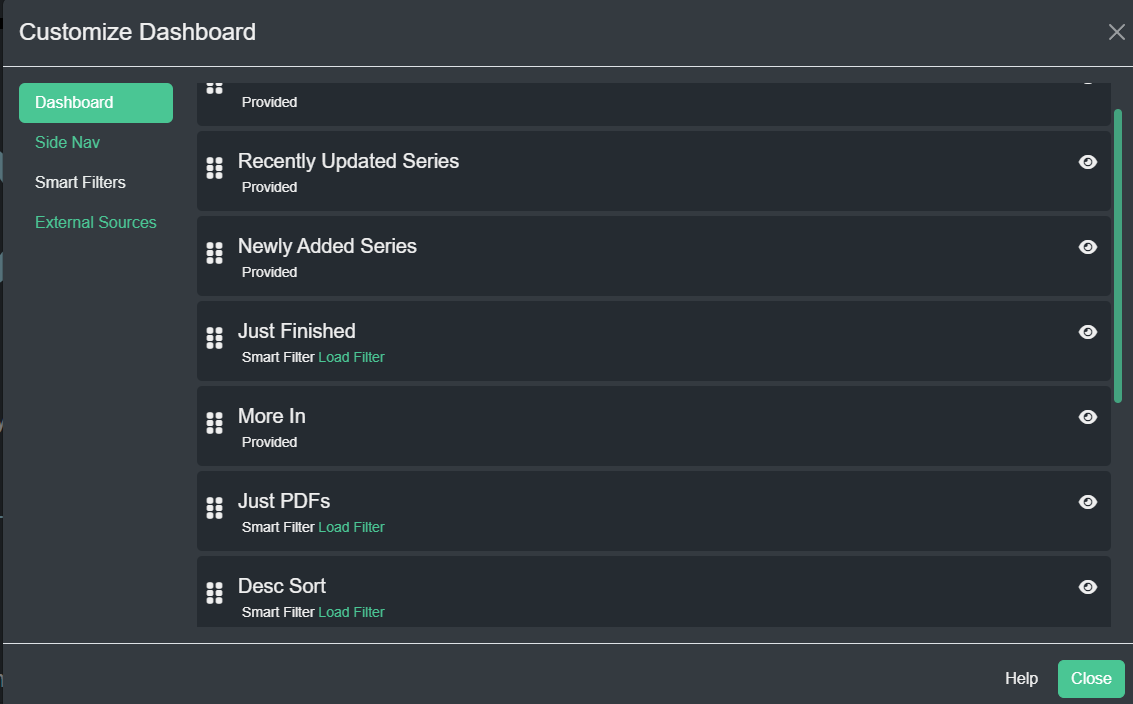 Customize Dashboard
Dashboard
Side Nav
Smart Filters
External Sources
Provided
Recently Updated Series
Provided
Newly Added Series
Provided
Just Finished
Smart Filter Load Filter
More In
Provided
Just PDFs
Smart Filter Load Filter
Desc Sort
Smart Filter Load Filter
Help
Close